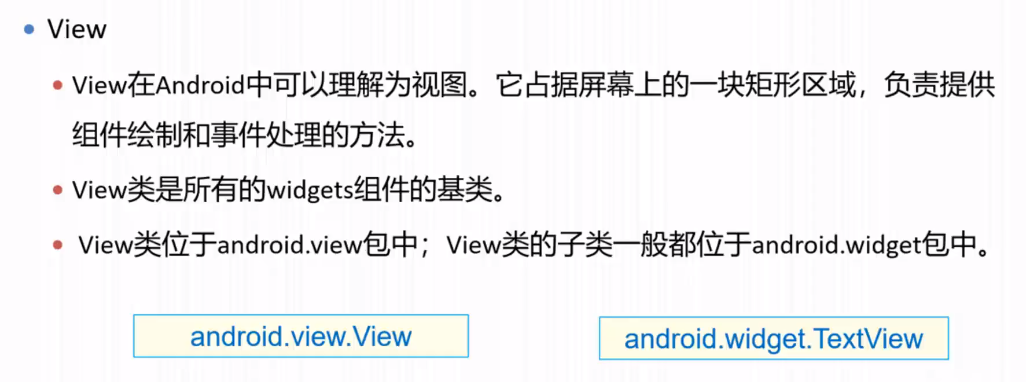 View
View在Android中可以理解为视图。它占据屏幕上的一块矩形区域，负责提供
组件绘制和事件处理的方法。
View类是所有的widgets组件的基类。
View类位于android.view包中；View类的子类一般都位于android.widget包中。
android.view.View
android.widget.TextView